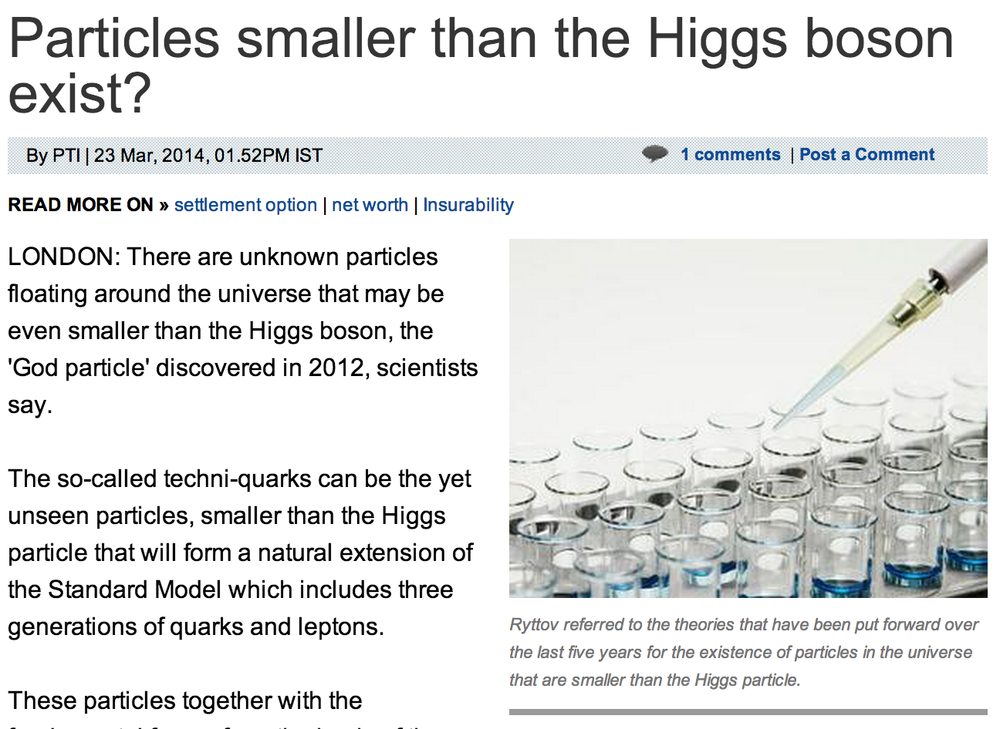 Particles smaller than the Higgs boson
exist?
By PTI | 23 Mar, 2014, 01.52PM IST
1 comments | Post a Comment
READ MORE ON » settlement option | net worth | Insurability
LONDON: There are unknown particles
floating around the universe that may be
even smaller than the Higgs boson, the
'God particle' discovered in 2012, scientists
say.
The so-called techni-quarks can be the yet
unseen particles, smaller than the Higgs
particle that will form a natural extension of
the Standard Model which includes three
generations of quarks and leptons.
These particles together with the
Ryttov referred to the theories that have been put forward over
the last five years for the existence of particles in the universe
that are smaller than the Higgs particle.